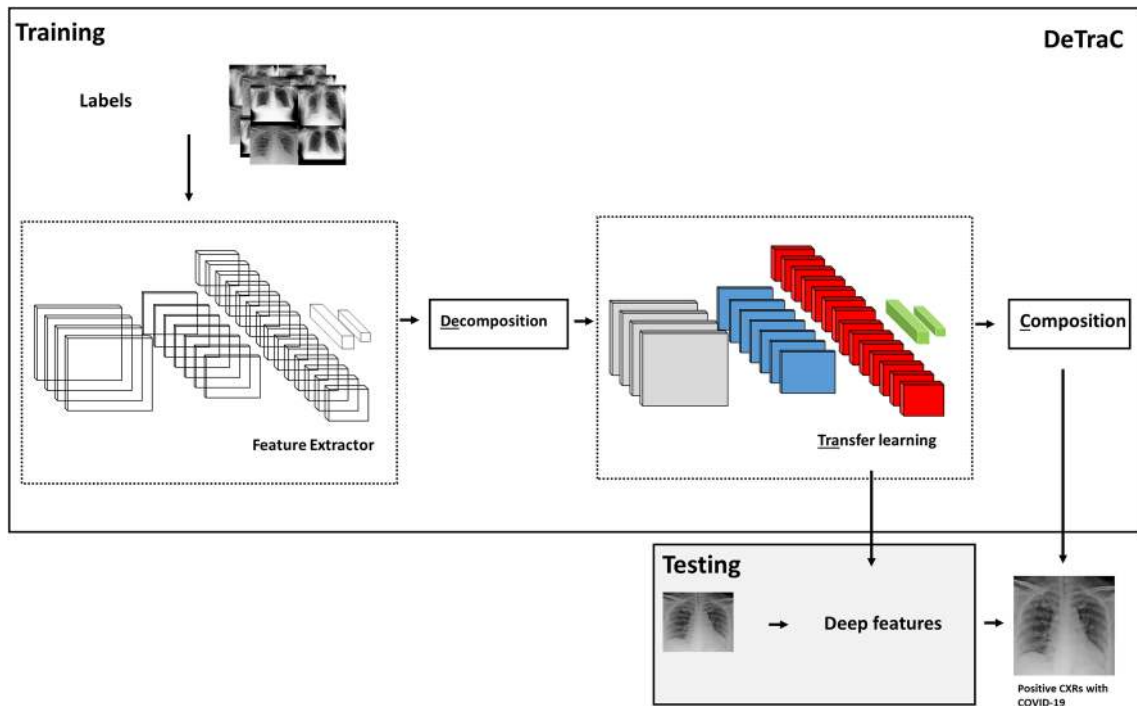 Training
DeTraC
Labels
Feature Extractor
Decomposition
Transfer learning
Composition
Testing
Deep features
Positive CXRs with
COVID-19